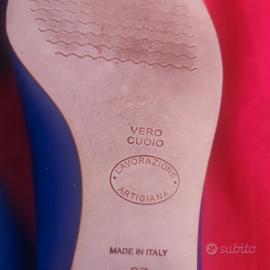 VERO
CUOIO
LAVORAZIONE
ARTIGIANA
MADE IN ITALY
subito